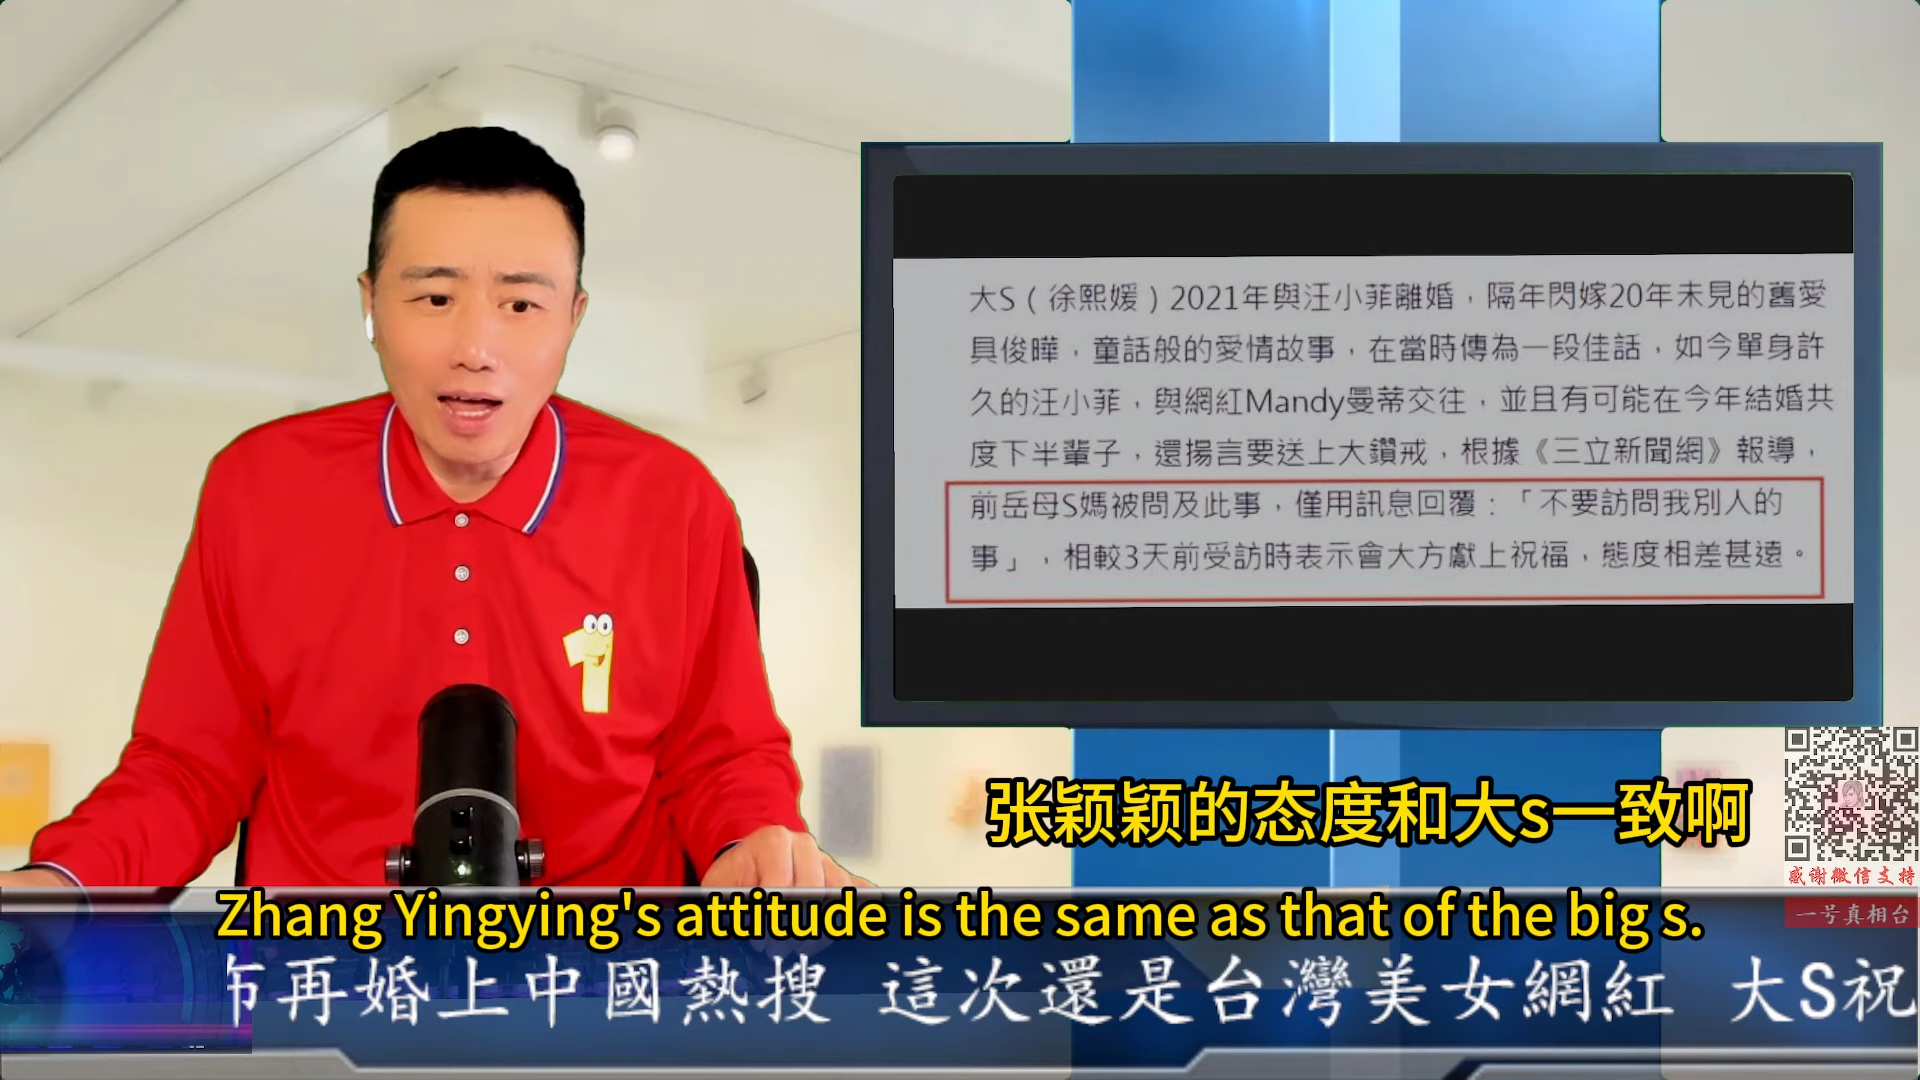 大S（徐熙媛）2021年與汪小菲離婚，隔年閃嫁20年未見的舊愛
具俊曄，童話般的愛情故事，在當時傳為一段佳話，如今單身許
久的汪小菲，與網紅Mandy曼蒂交往，並且有可能在今年結婚共
度下半輩子，還揚言要送上大鑽戒，根據《三立新聞網》報導，
前岳母S媽被問及此事，僅用訊息回覆：「不要訪問我別人的
事」，相較3天前受訪時表示會大方獻上祝福，態度相差甚遠。
1
张颖颖的态度和大s一致啊
感谢微信支持
一号真相台
Zhang Yingying's attitude is the same as that of the big s.
布再婚上中國熱搜 這次還是台灣美女網紅 大S祝